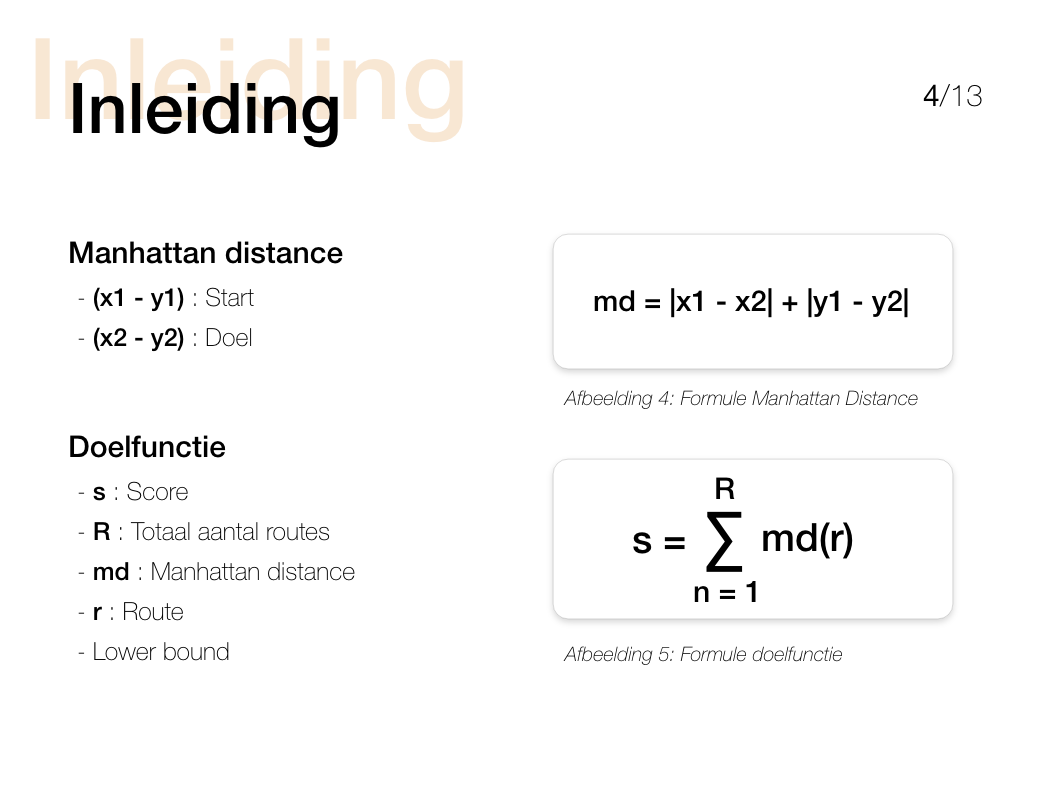 Inleiding
Inleiding
4/13
Manhattan distance
- (x1 - y1) : Start
- (x2 - y2) : Doel
md = |x1 - x2| + |y1 - y2|
Afbeelding 4: Formule Manhattan Distance
Doelfunctie
- s : Score
- R : Totaal aantal routes
- md : Manhattan distance
- r : Route
- Lower bound
R
s = ∑ md(r)
n = 1
Afbeelding 5: Formule doelfunctie